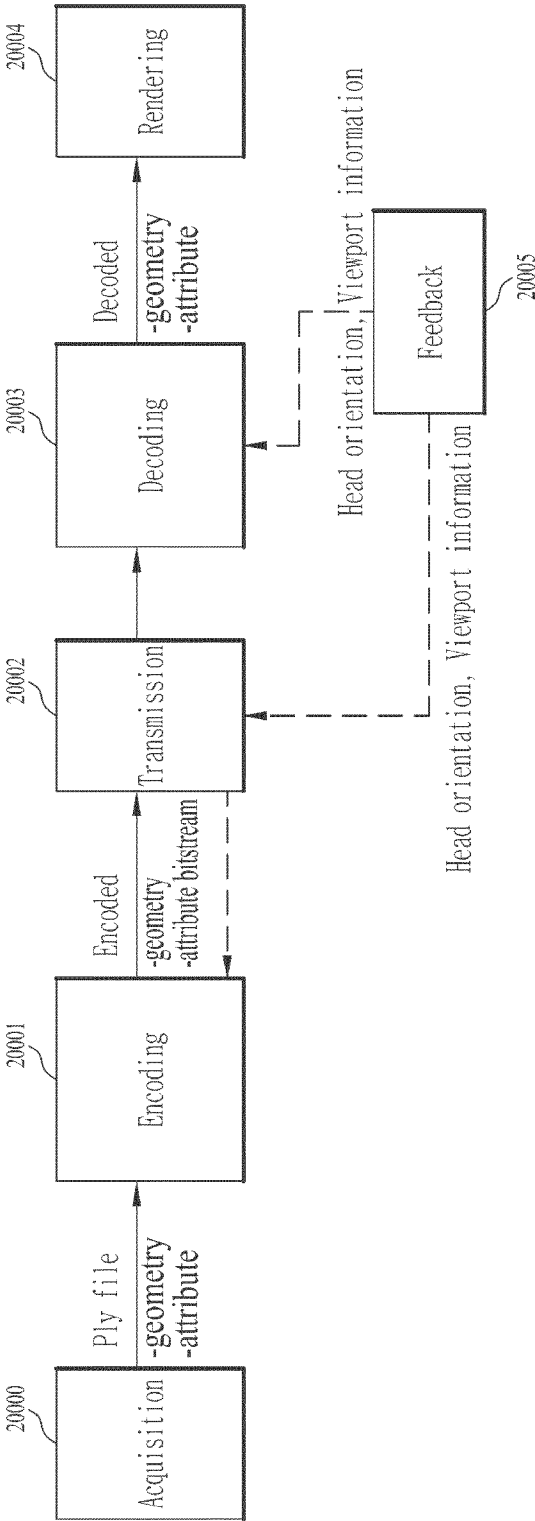 20000
Acquisition
Ply file
-geometry
-attribute
20001
Encoding
Encoded
-geometry
-attribute bitstream
20002
Transmission
20003
Decoding
Decoded
-geometry
-attribute
20004
Rendering
Head orientation, Viewport information
Feedback
20005
Head orientation, Viewport information